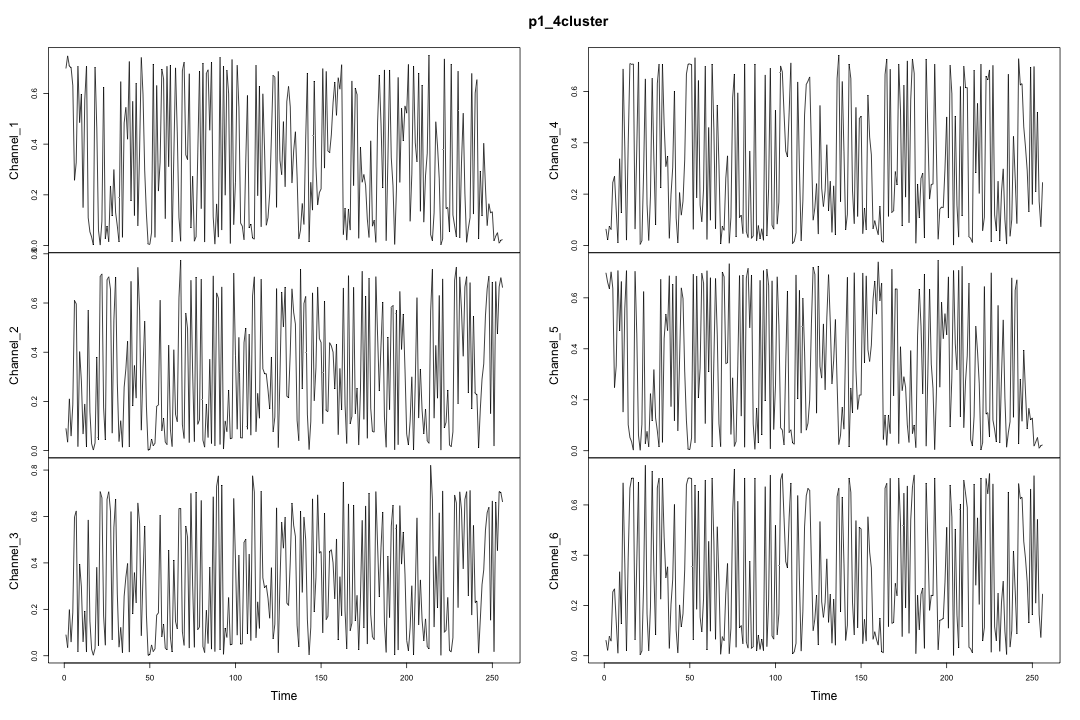 p1_4cluster
Channel_1
0.0 0.2 0.4 0.6
Channel_2
0.0 0.2 0.4 0.6 0.8
Channel_3
0.0 0.2 0.4 0.6 0.8
0 50 100 150 200 250
Time
Channel_4
0.0 0.2 0.4 0.6
Channel_5
0.0 0.2 0.4 0.6
Channel_6
0.0 0.2 0.4 0.6
0 50 100 150 200 250
Time